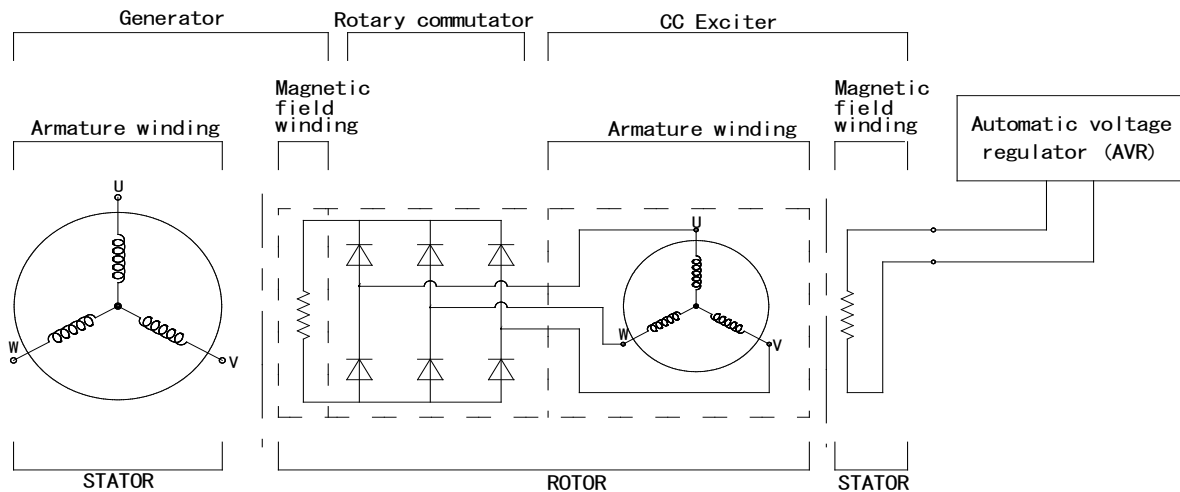 Generator
Rotary commutator
CC Exciter
Magnetic
field
winding
Magnetic
field
winding
Armature winding
Armature winding
Automatic voltage
regulator (AVR)
U
W
V
U
W
V
STATOR
ROTOR
STATOR